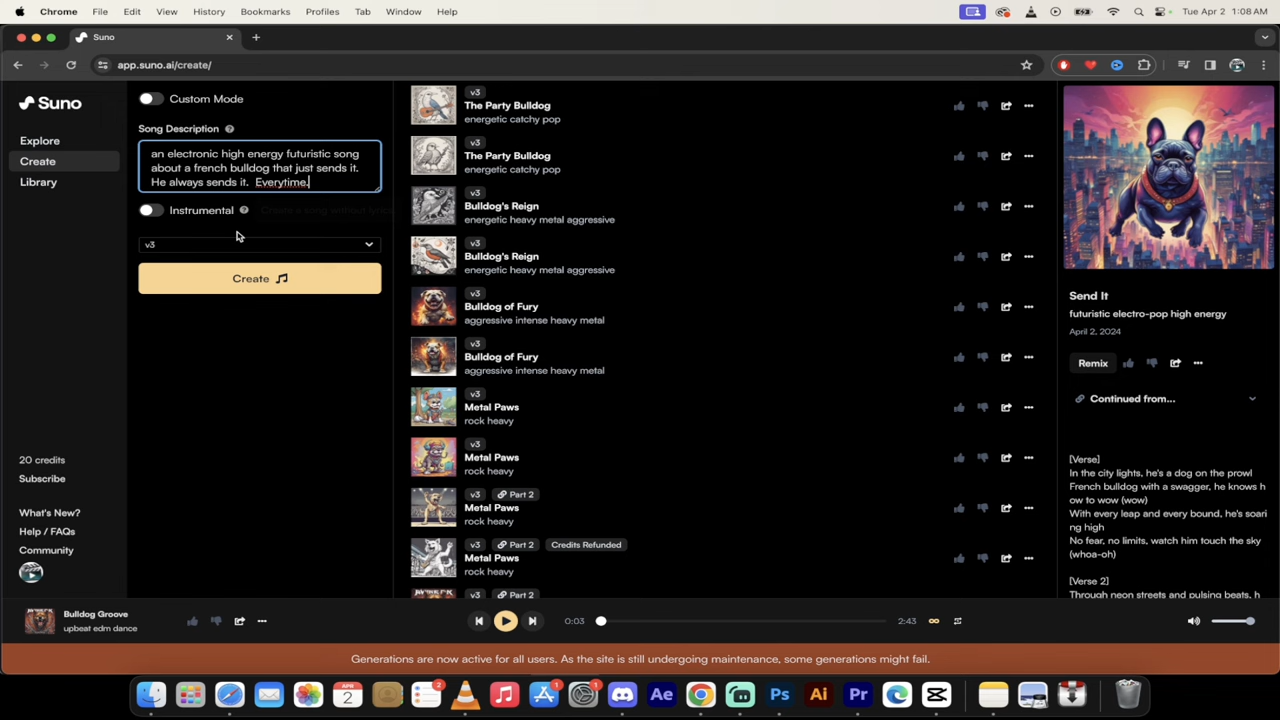 Chrome File Edit View History Bookmarks Profiles Tab Window Help Tue Apr 2 1:08 AM
Suno
app.suno.ai/create/
Suno
Explore
Create
Library
20 credits
Subscribe
What's New?
Help / FAQs
Community
Custom Mode
Song Description
an electronic high energy futuristic song
about a french bulldog that just sends it.
He always sends it.  Everytime.
Instrumental
v3
Create
v3
The Party Bulldog
energetic catchy pop
v3
The Party Bulldog
energetic catchy pop
v3
Bulldog's Reign
energetic heavy metal aggressive
v3
Bulldog's Reign
energetic heavy metal aggressive
v3
Bulldog of Fury
aggressive intense heavy metal
v3
Bulldog of Fury
aggressive intense heavy metal
v3
Metal Paws
rock heavy
v3
Metal Paws
rock heavy
v3 Part 2
Metal Paws
rock heavy
v3 Part 2 Credits Refunded
Metal Paws
rock heavy
v3 Part 2
Send It
futuristic electro-pop high energy
April 2, 2024
Remix
Continued from...
[Verse]
In the city lights, he's a dog on the prowl
French bulldog with a swagger, he knows h
ow to wow (wow)
With every leap and every bound, he's soari
ng high
No fear, no limits, watch him touch the sky
(whoa-oh)
[Verse 2]
Through neon streets and pulsing beats, h
Bulldog Groove
upbeat edm dance
0:03
2:43
Generations are now active for all users. As the site is still undergoing maintenance, some generations might fail.
APR
2
2
1
1
Ae
Ps
Ai
Pr